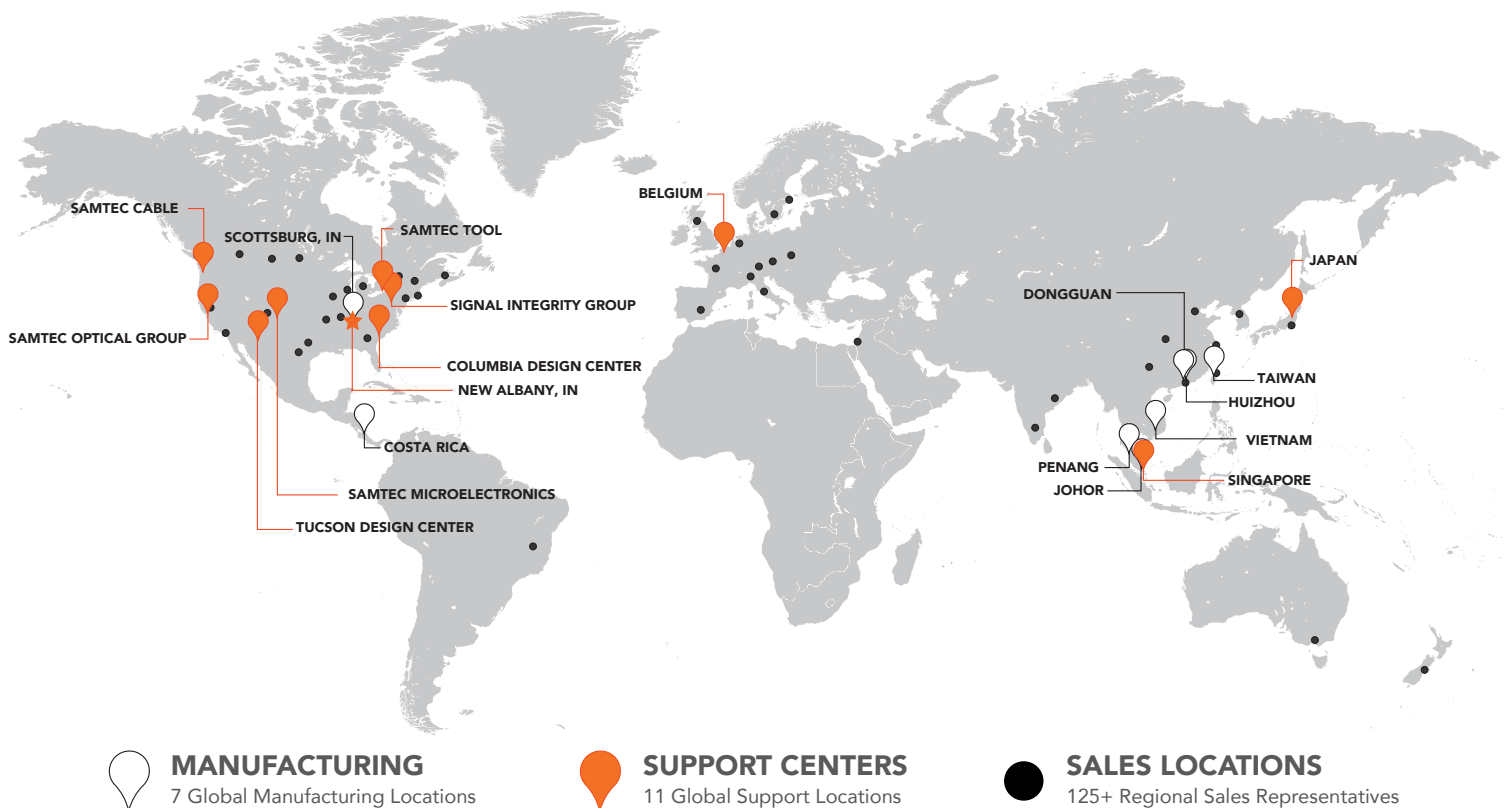 BELGIUM
SAMTEC CABLE
SCOTTSBURG, IN
SAMTEC TOOL
JAPAN
DONGGUAN
SIGNAL INTEGRITY GROUP
SAMTEC OPTICAL GROUP
COLUMBIA DESIGN CENTER
TAIWAN
NEW ALBANY, IN
HUIZHOU
VIETNAM
COSTA RICA
PENANG
SINGAPORE
JOHOR
SAMTEC MICROELECTRONICS
TUCSON DESIGN CENTER
MANUFACTURING
7 Global Manufacturing Locations
SUPPORT CENTERS
11 Global Support Locations
SALES LOCATIONS
125+ Regional Sales Representatives